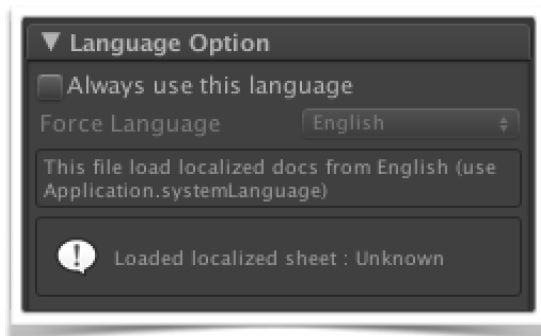 ▼ Language Option
Always use this language
Force Language English
This file load localized docs from English (use
Application.systemLanguage)
Loaded localized sheet : Unknown